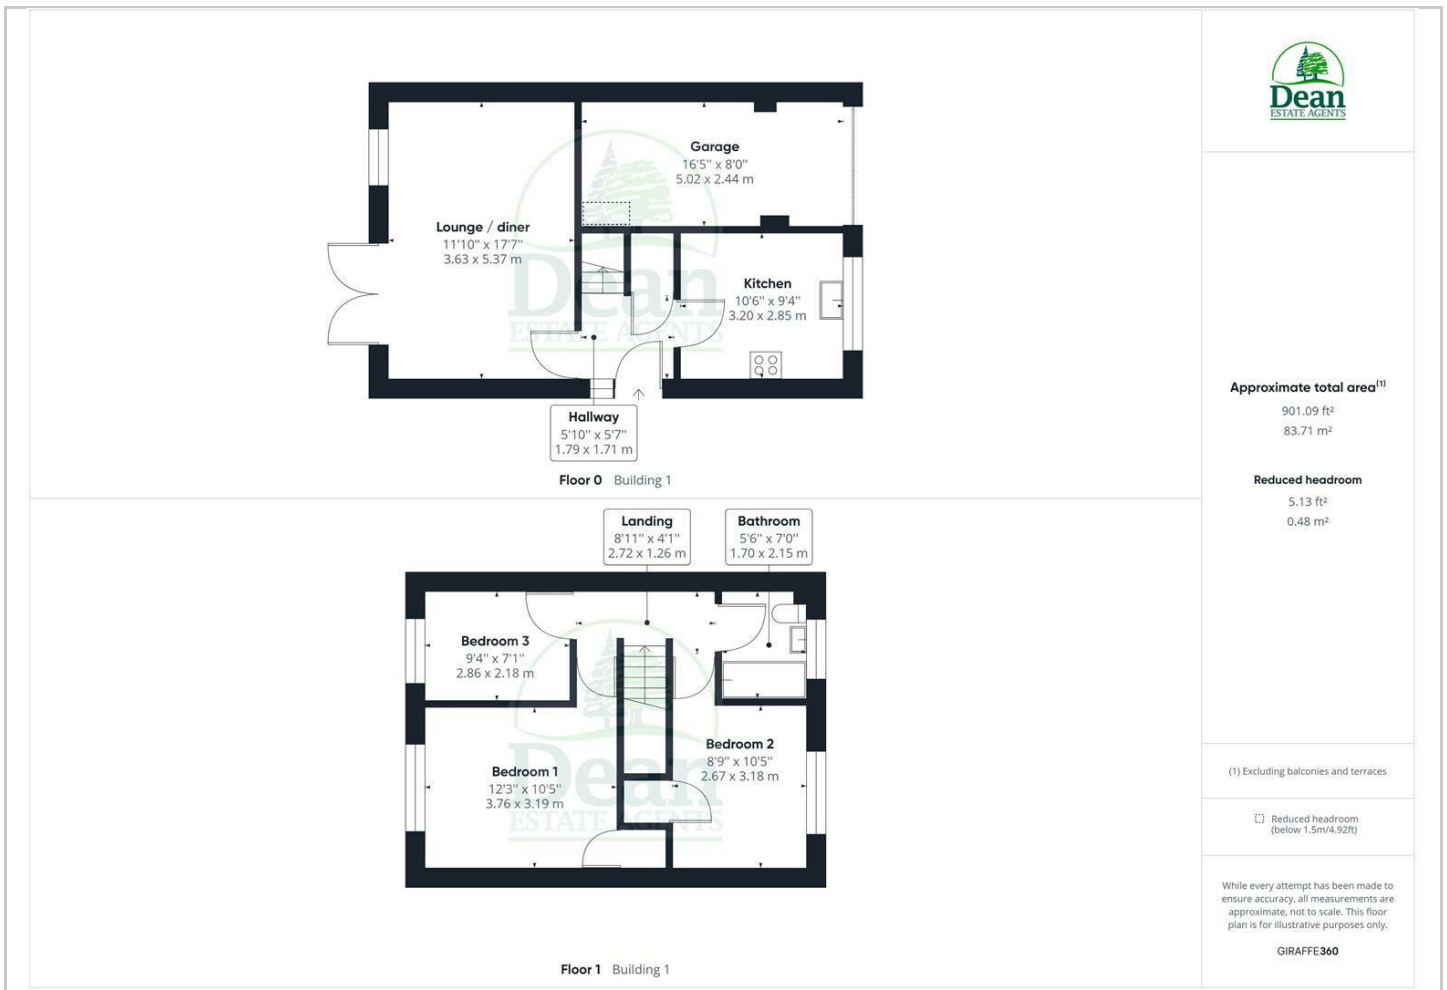 Garage
16'5" x 8'0"
5.02 x 2.44 m
Lounge / diner
11'10" x 17'7"
3.63 x 5.37 m
Kitchen
10'6" x 9'4"
3.20 x 2.85 m
Hallway
5'10" x 5'7"
1.79 x 1.71 m
Dean
ESTATE AGENTS
Floor 0 Building 1
Landing
8'11" x 4'1"
2.72 x 1.26 m
Bathroom
5'6" x 7'0"
1.70 x 2.15 m
Bedroom 3
9'4" x 7'1"
2.86 x 2.18 m
Bedroom 2
8'9" x 10'5"
2.67 x 3.18 m
Bedroom 1
12'3" x 10'5"
3.76 x 3.19 m
Dean
ESTATE AGENTS
Floor 1 Building 1
Dean
ESTATE AGENTS
Approximate total area(1)
901.09 ft²
83.71 m²
Reduced headroom
5.13 ft²
0.48 m²
(1) Excluding balconies and terraces
Reduced headroom
(below 1.5m/4.92ft)
While every attempt has been made to
ensure accuracy, all measurements are
approximate, not to scale. This floor
plan is for illustrative purposes only.
GIRAFFE360